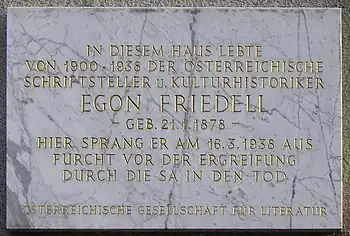 IN DIESEM HAUS LEBTE
VON 1900-1938 DER ÖSTERREICHISCHE
SCHRIFTSTELLER u. KULTURHISTORIKER
EGON FRIEDELL
- GEB. 21.1.1878 -
HIER SPRANG ER AM 16.3.1938 AUS
FURCHT VOR DER ERGREIFUNG
DURCH DIE SA IN DEN TOD
ÖSTERREICHISCHE GESELLSCHAFT FÜR LITERATUR